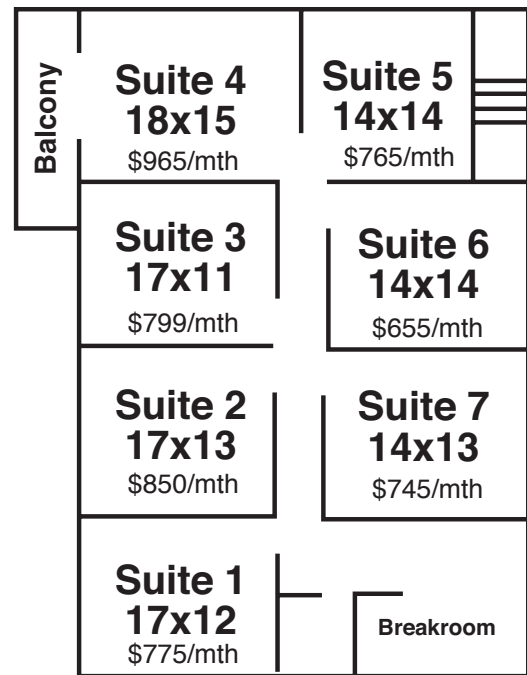 Balcony
Suite 4
18x15
$965/mth
Suite 5
14x14
$765/mth
Suite 3
17x11
$799/mth
Suite 6
14x14
$655/mth
Suite 2
17x13
$850/mth
Suite 7
14x13
$745/mth
Suite 1
17x12
$775/mth
Breakroom